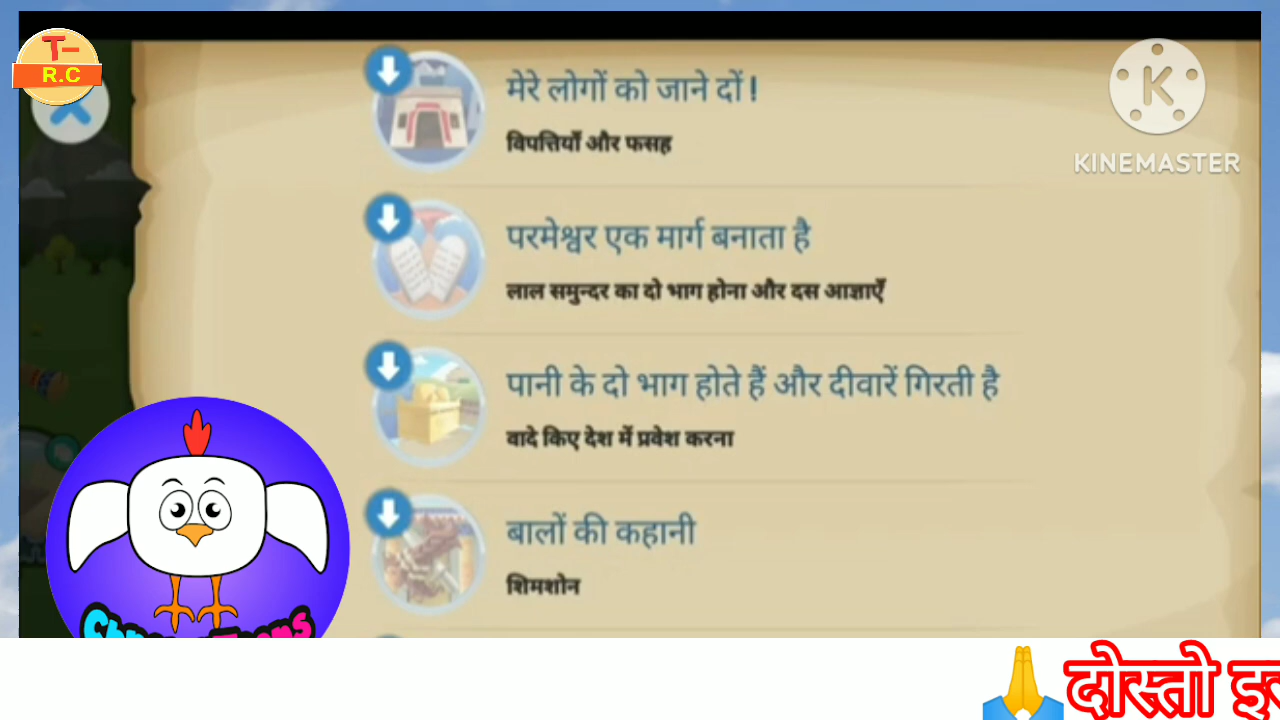 T-
R.C
मेरे लोगों को जाने दों !
विपत्तियाँ और फसह
KINEMASTER
परमेश्वर एक मार्ग बनाता है
लाल समुन्दर का दो भाग होना और दस आज्ञाएँ
पानी के दो भाग होते हैं और दीवारें गिरती है
वादे किए देश में प्रवेश करना
बालों की कहानी
शिमशोन
दोस्तो